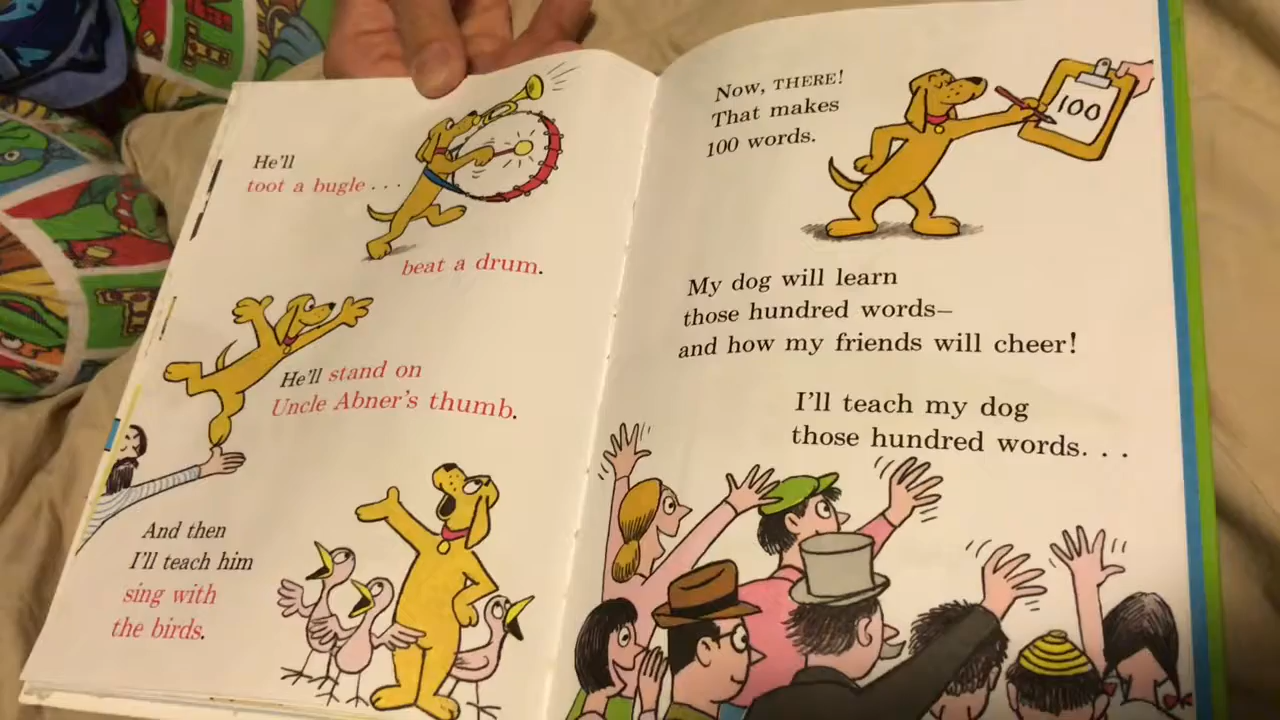 He'll
toot a bugle . . .
beat a drum.
He'll stand on
Uncle Abner's thumb.
And then
I'll teach him
sing with
the birds.
Now, THERE!
That makes
100 words.
100
My dog will learn
those hundred words—
and how my friends will cheer!
I'll teach my dog
those hundred words. . .